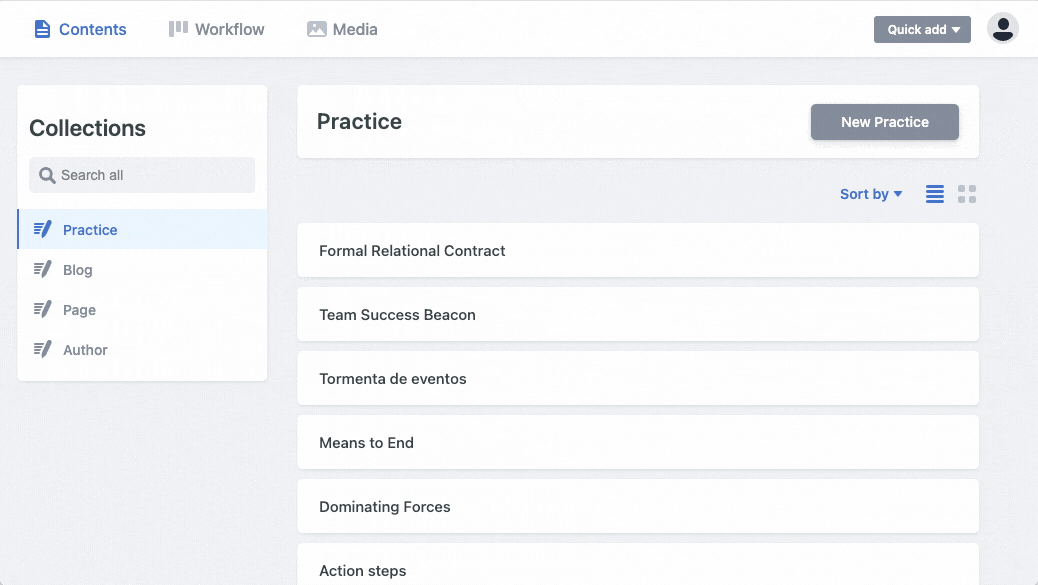 Contents
Workflow
Media
Quick add
Collections
Search all
Practice
Blog
Page
Author
Practice
New Practice
Sort by
Formal Relational Contract
Team Success Beacon
Tormenta de eventos
Means to End
Dominating Forces
Action steps